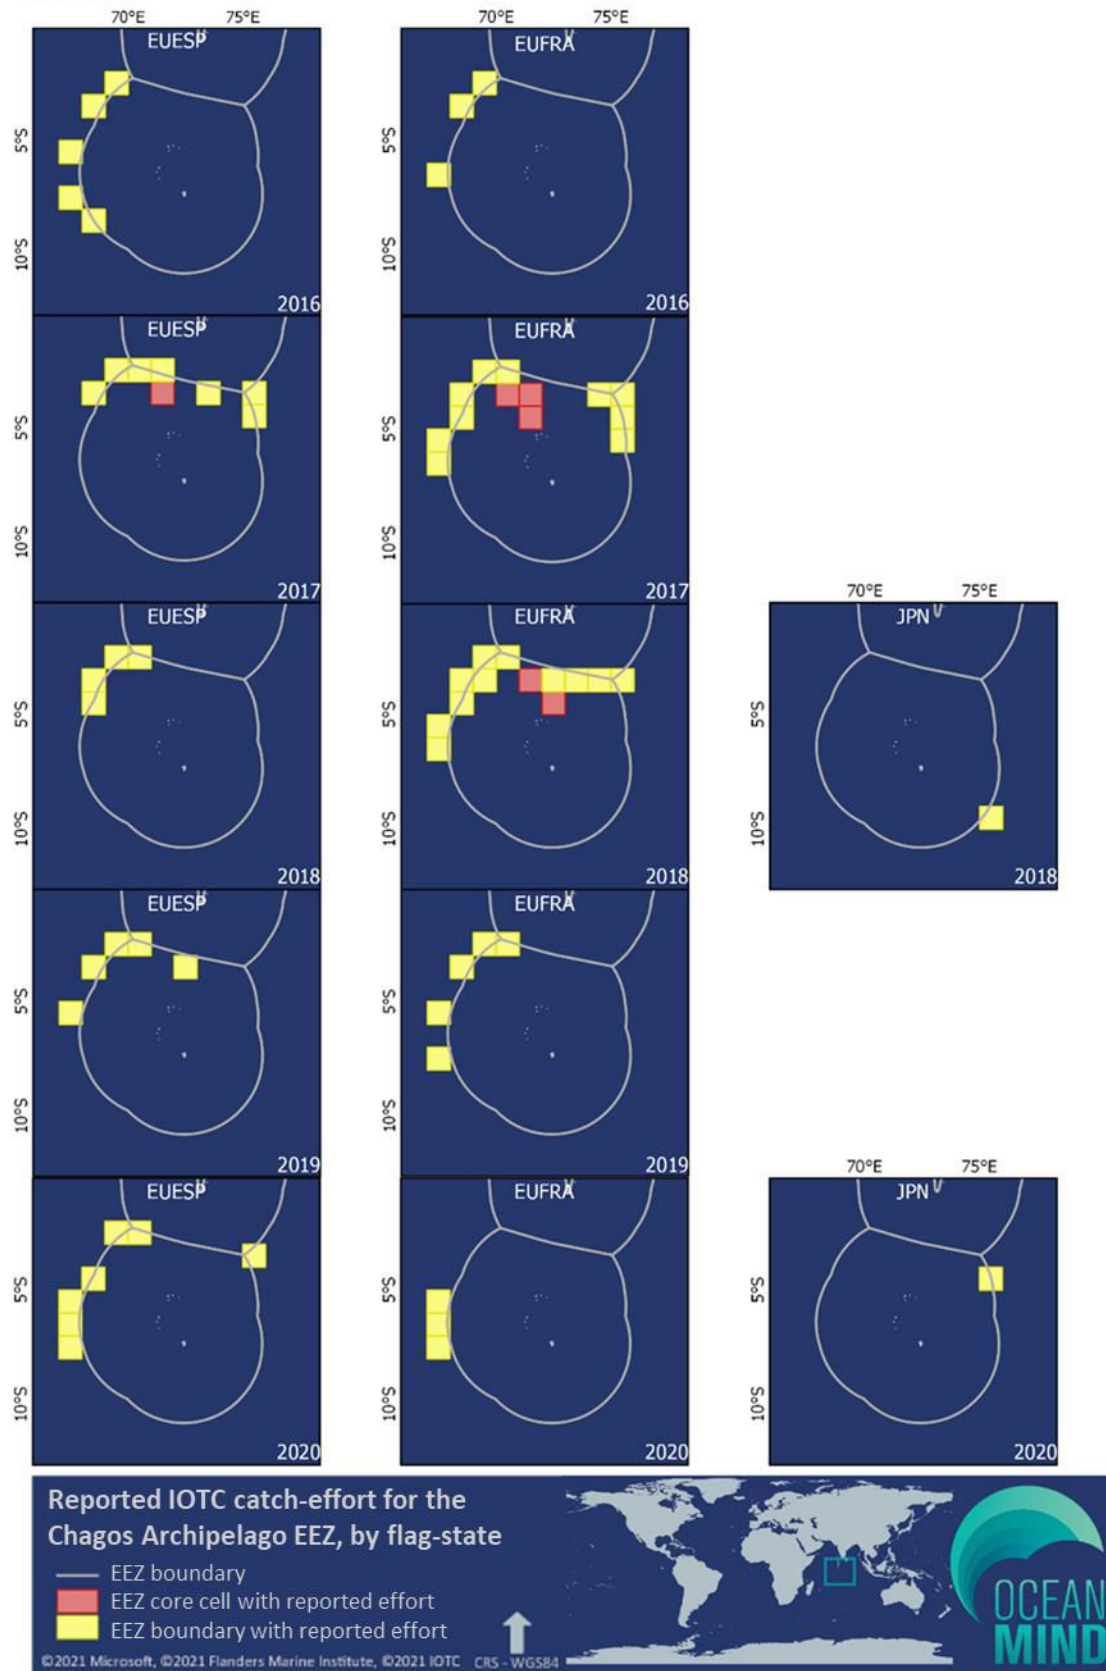 70°E 75°E 70°E 75°E
EUESP EUFRA
5°S 5°S
10°S 10°S
2016 2016
EUESP EUFRA
5°S 5°S
10°S 10°S
2017 2017
70°E 75°E
EUESP EUFRA JPN
5°S 5°S 5°S
10°S 10°S 10°S
2018 2018 2018
EUESP EUFRA
5°S 5°S
10°S 10°S
2019 2019
70°E 75°E
EUESP EUFRA JPN
5°S 5°S 5°S
10°S 10°S 10°S
2020 2020 2020
Reported IOTC catch-effort for the
Chagos Archipelago EEZ, by flag-state
EEZ boundary
EEZ core cell with reported effort
EEZ boundary with reported effort
©2021 Microsoft, ©2021 Flanders Marine Institute, ©2021 IOTC CRS - WGS84
OCEAN
MIND